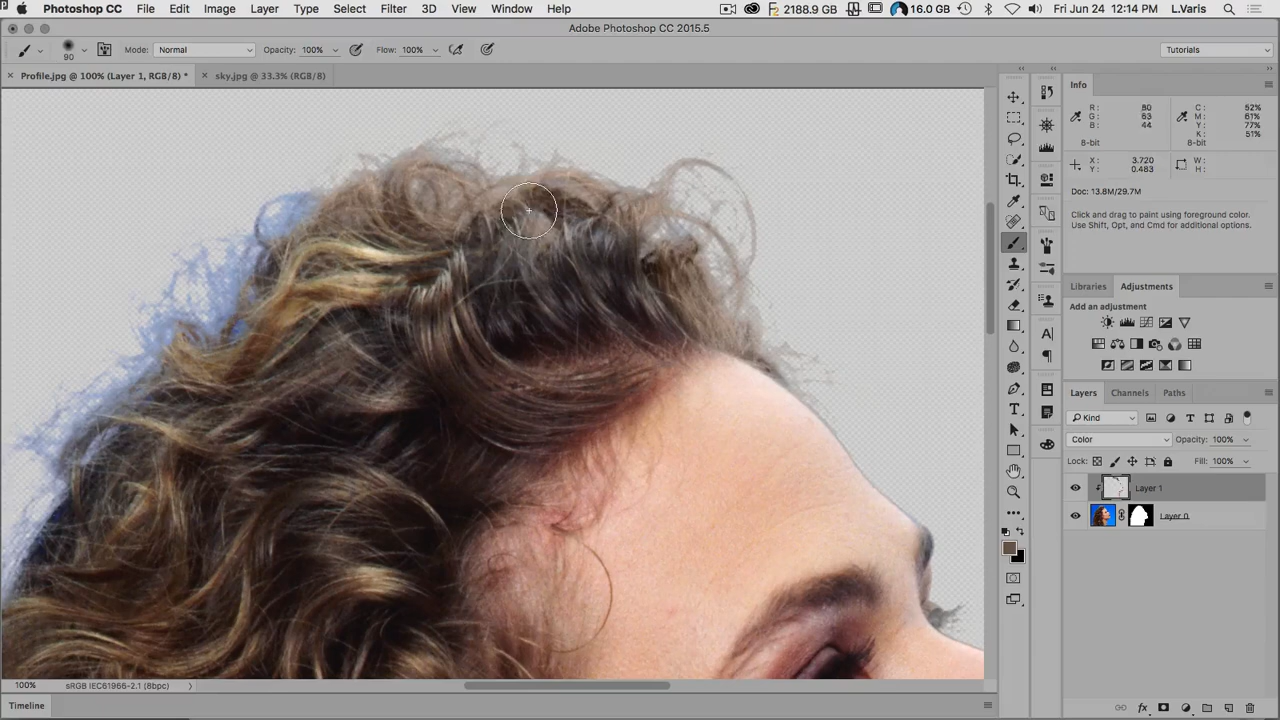 Photoshop CC File Edit Image Layer Type Select Filter 3D View Window Help 2188.9 MB 16.0 GB Fri Jun 24 12:14 PM L.Varis
Adobe Photoshop CC 2015.5
90 Mode: Normal Opacity: 100% Flow: 100% Tutorials
Profile.jpg @ 100% (Layer 1, RGB/8) * sky.jpg @ 33.3% (RGB/8)
Info
R: 80 C: 52%
G: 63 M: 61%
B: 44 Y: 77%
K: 51%
8-bit 8-bit
X: 3.720 W:
Y: 0.483 H:
Doc: 13.8M/29.7M
Click and drag to paint using foreground color.
Use Shift, Opt, and Cmd for additional options.
Libraries Adjustments
Add an adjustment
Layers Channels Paths
Kind
Color Opacity: 100%
Lock: Fill: 100%
Layer 1
Layer 0
100% sRGB IEC61966-2.1 (8bpc)
Timeline